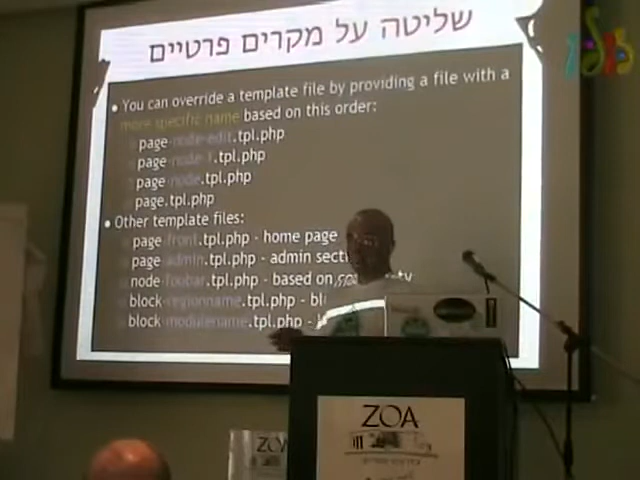 שליטה על מקרים פרטיים
You can override a template file by providing a file with a
more specific name based on this order:
page-node-edit.tpl.php
page-node-1.tpl.php
page-node.tpl.php
page.tpl.php
Other template files:
page-front.tpl.php - home page
page-admin.tpl.php - admin secti
node-foobar.tpl.php - based on
block-regionname.tpl.php - bl
block-modulename.tpl.php -
ZOA
ZOA